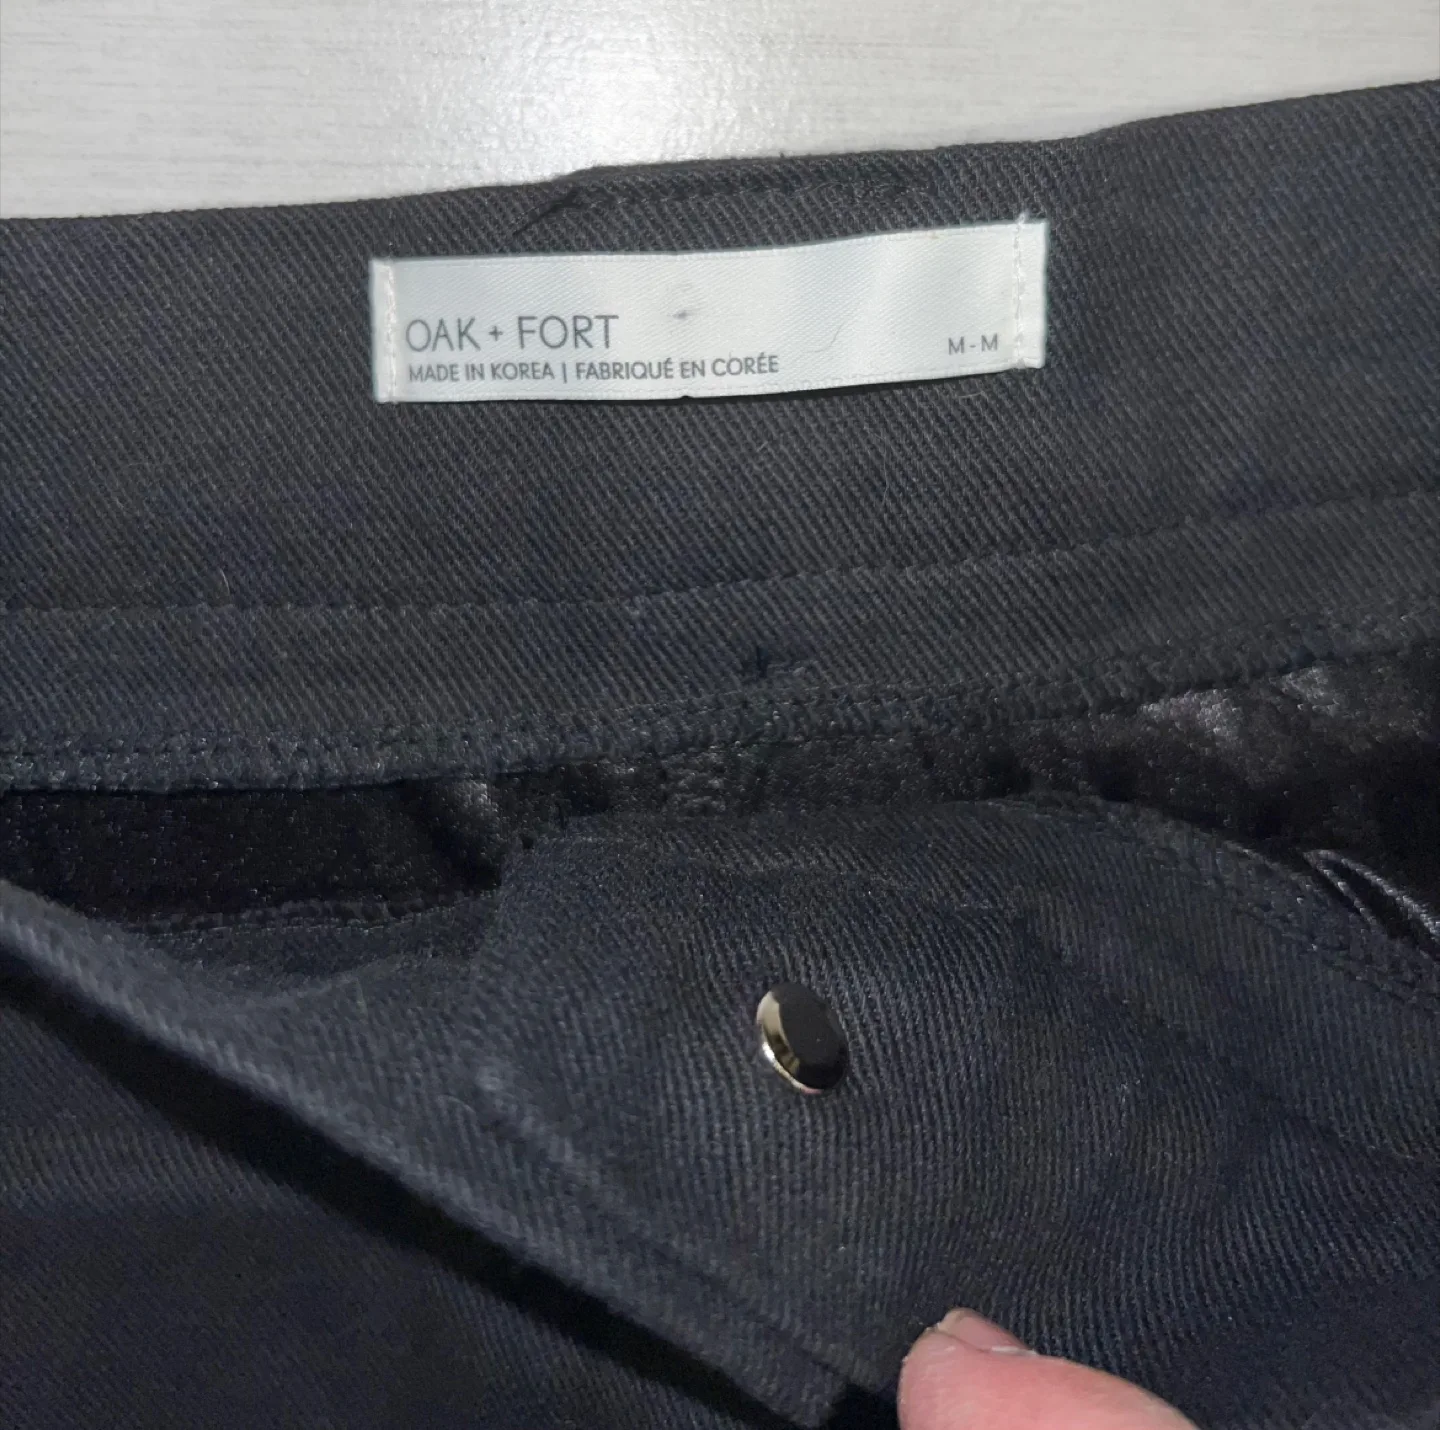 OAK + FORT
MADE IN KOREA | FABRIQUÉ EN CORÉE
M - M